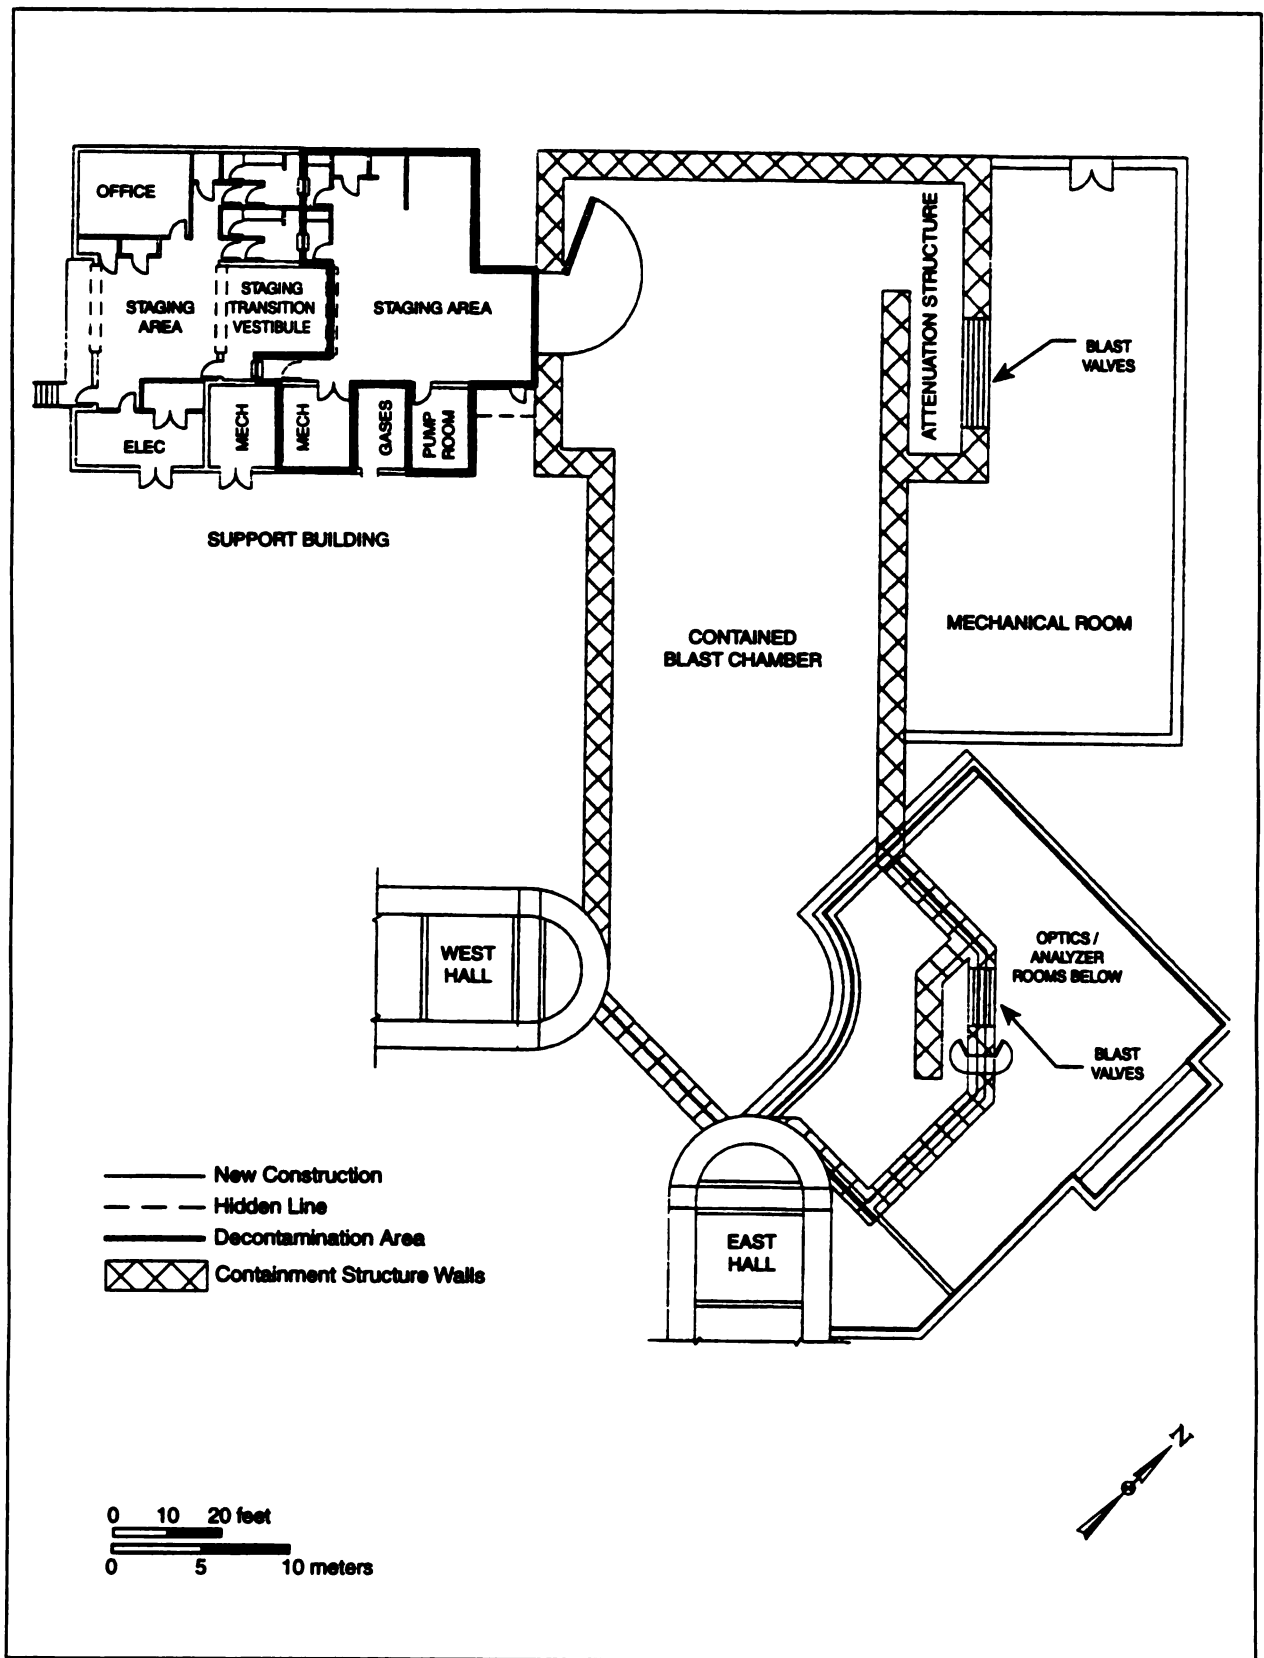 OFFICE
STAGING
AREA
STAGING
TRANSITION
VESTIBULE
STAGING AREA
ATTENUATION STRUCTURE
BLAST
VALVES
ELEC
MECH
MECH
GASES
PUMP
ROOM
SUPPORT BUILDING
CONTAINED
BLAST CHAMBER
MECHANICAL ROOM
WEST
HALL
OPTICS /
ANALYZER
ROOMS BELOW
BLAST
VALVES
New Construction
Hidden Line
Decontamination Area
Containment Structure Walls
EAST
HALL
N
0 10 20 feet
0 5 10 meters